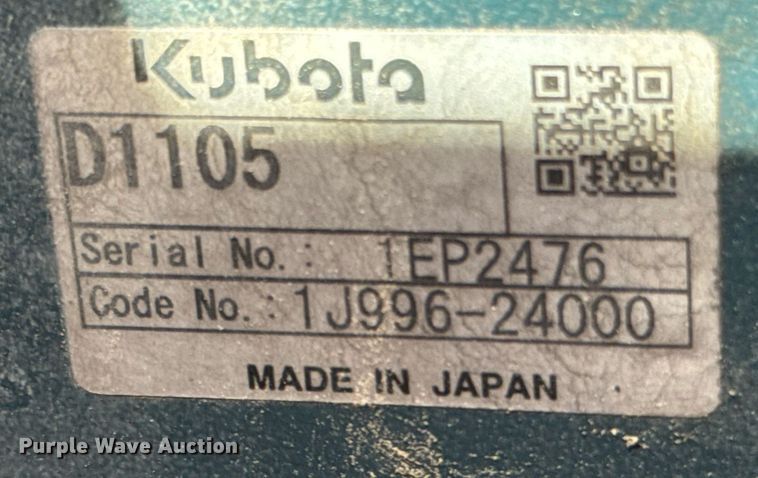 Kubota
D1105
Serial No.: 1EP2476
Code No.: 1J996-24000
MADE IN JAPAN
Purple Wave Auction